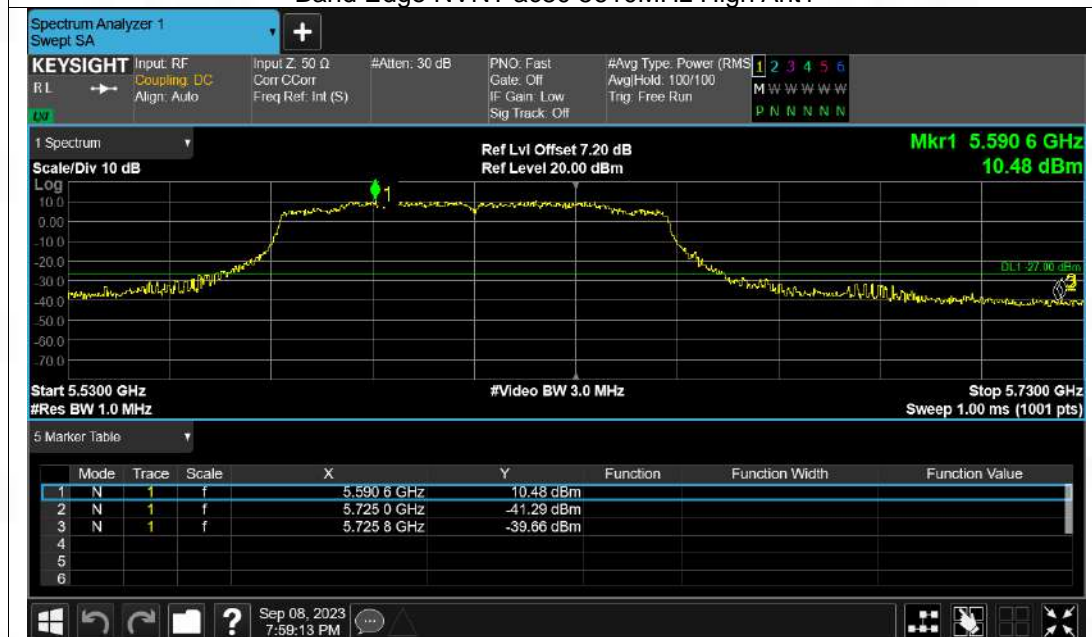 Spectrum Analyzer 1
Swept SA
+
KEYSIGHT Input: RF Input Z: 50 Ω #Atten: 30 dB PNO: Fast #Avg Type: Power (RMS 1 2 3 4 5 6
RL Coupling: DC Corr CCorr Gate: Off Avg|Hold: 100/100 M W W W W W
Align: Auto Freq Ref: Int (S) IF Gain: Low Trig: Free Run
LXI Sig Track: Off P N N N N N
1 Spectrum Ref Lvl Offset 7.20 dB Mkr1 5.590 6 GHz
Scale/Div 10 dB Ref Level 20.00 dBm 10.48 dBm
Log
10.0 1
0.00
-10.0
-20.0
DL1 -27.00 dBm
-30.0
-40.0
-50.0
-60.0
-70.0
Start 5.5300 GHz #Video BW 3.0 MHz Stop 5.7300 GHz
#Res BW 1.0 MHz Sweep 1.00 ms (1001 pts)
5 Marker Table
Mode Trace Scale X Y Function Function Width Function Value
1 N 1 f 5.590 6 GHz 10.48 dBm
2 N 1 f 5.725 0 GHz -41.29 dBm
3 N 1 f 5.725 8 GHz -39.66 dBm
4
5
6
? Sep 08, 2023
7:59:13 PM